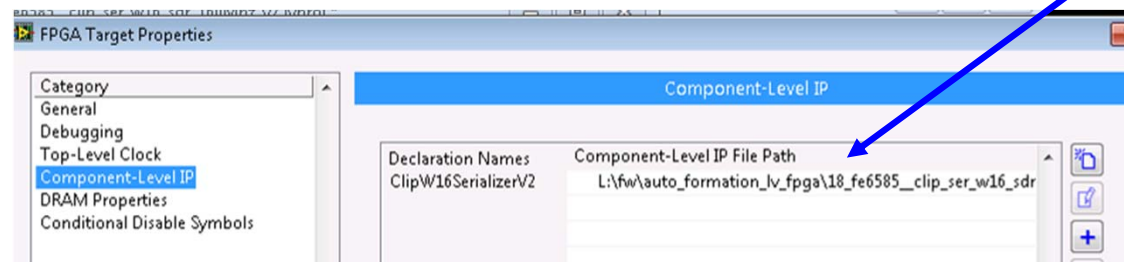 FPGA Target Properties
Category
General
Debugging
Top-Level Clock
Component-Level IP
DRAM Properties
Conditional Disable Symbols
Component-Level IP
Declaration Names Component-Level IP File Path
ClipW16SerializerV2 L:\fw\auto_formation_lv_fpga\18_fe6585__clip_ser_w16_sdr